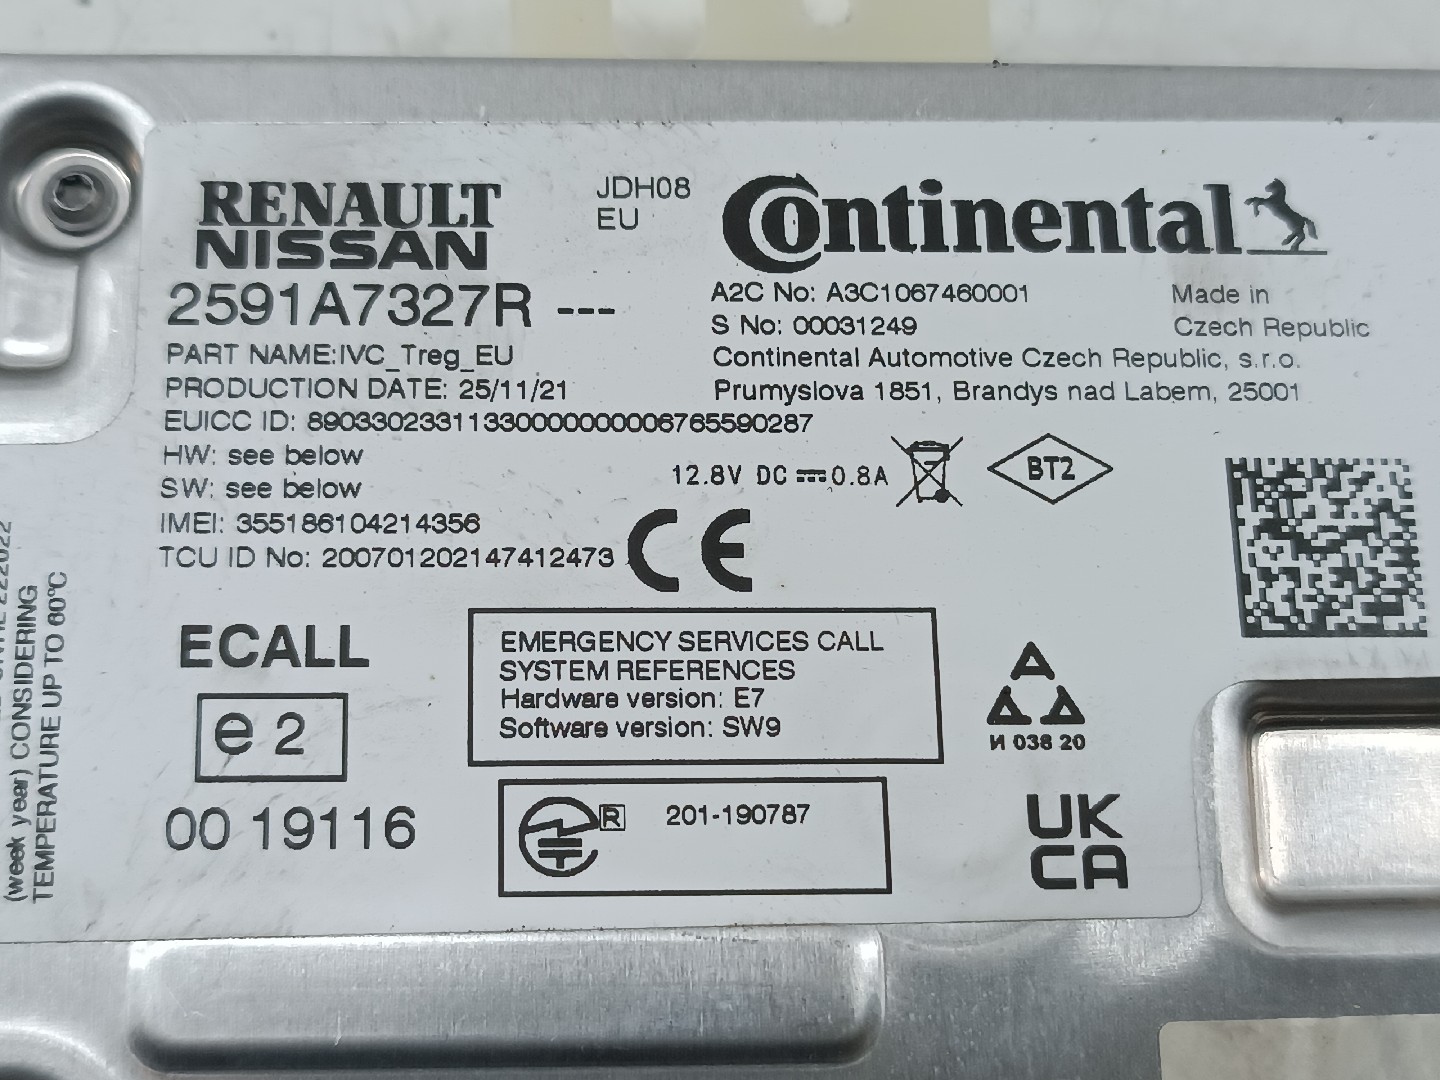 RENAULT
NISSAN
JDH08
EU
Continental
2591A7327R ---
PART NAME:IVC_Treg_EU
PRODUCTION DATE: 25/11/21
EUICC ID: 89033023311330000000006765590287
HW: see below
SW: see below
IMEI: 355186104214356
TCU ID No: 200701202147412473
A2C No: A3C1067460001
S No: 00031249
Made in
Czech Republic
Continental Automotive Czech Republic, s.r.o.
Prumyslova 1851, Brandys nad Labem, 25001
12.8V DC 0.8A
BT2
CE
ECALL
e2
00 19116
EMERGENCY SERVICES CALL
SYSTEM REFERENCES
Hardware version: E7
Software version: SW9
R 201-190787
И 038 20
UK
CA
222022
(week year) CONSIDERING
TEMPERATURE UP TO 60°C